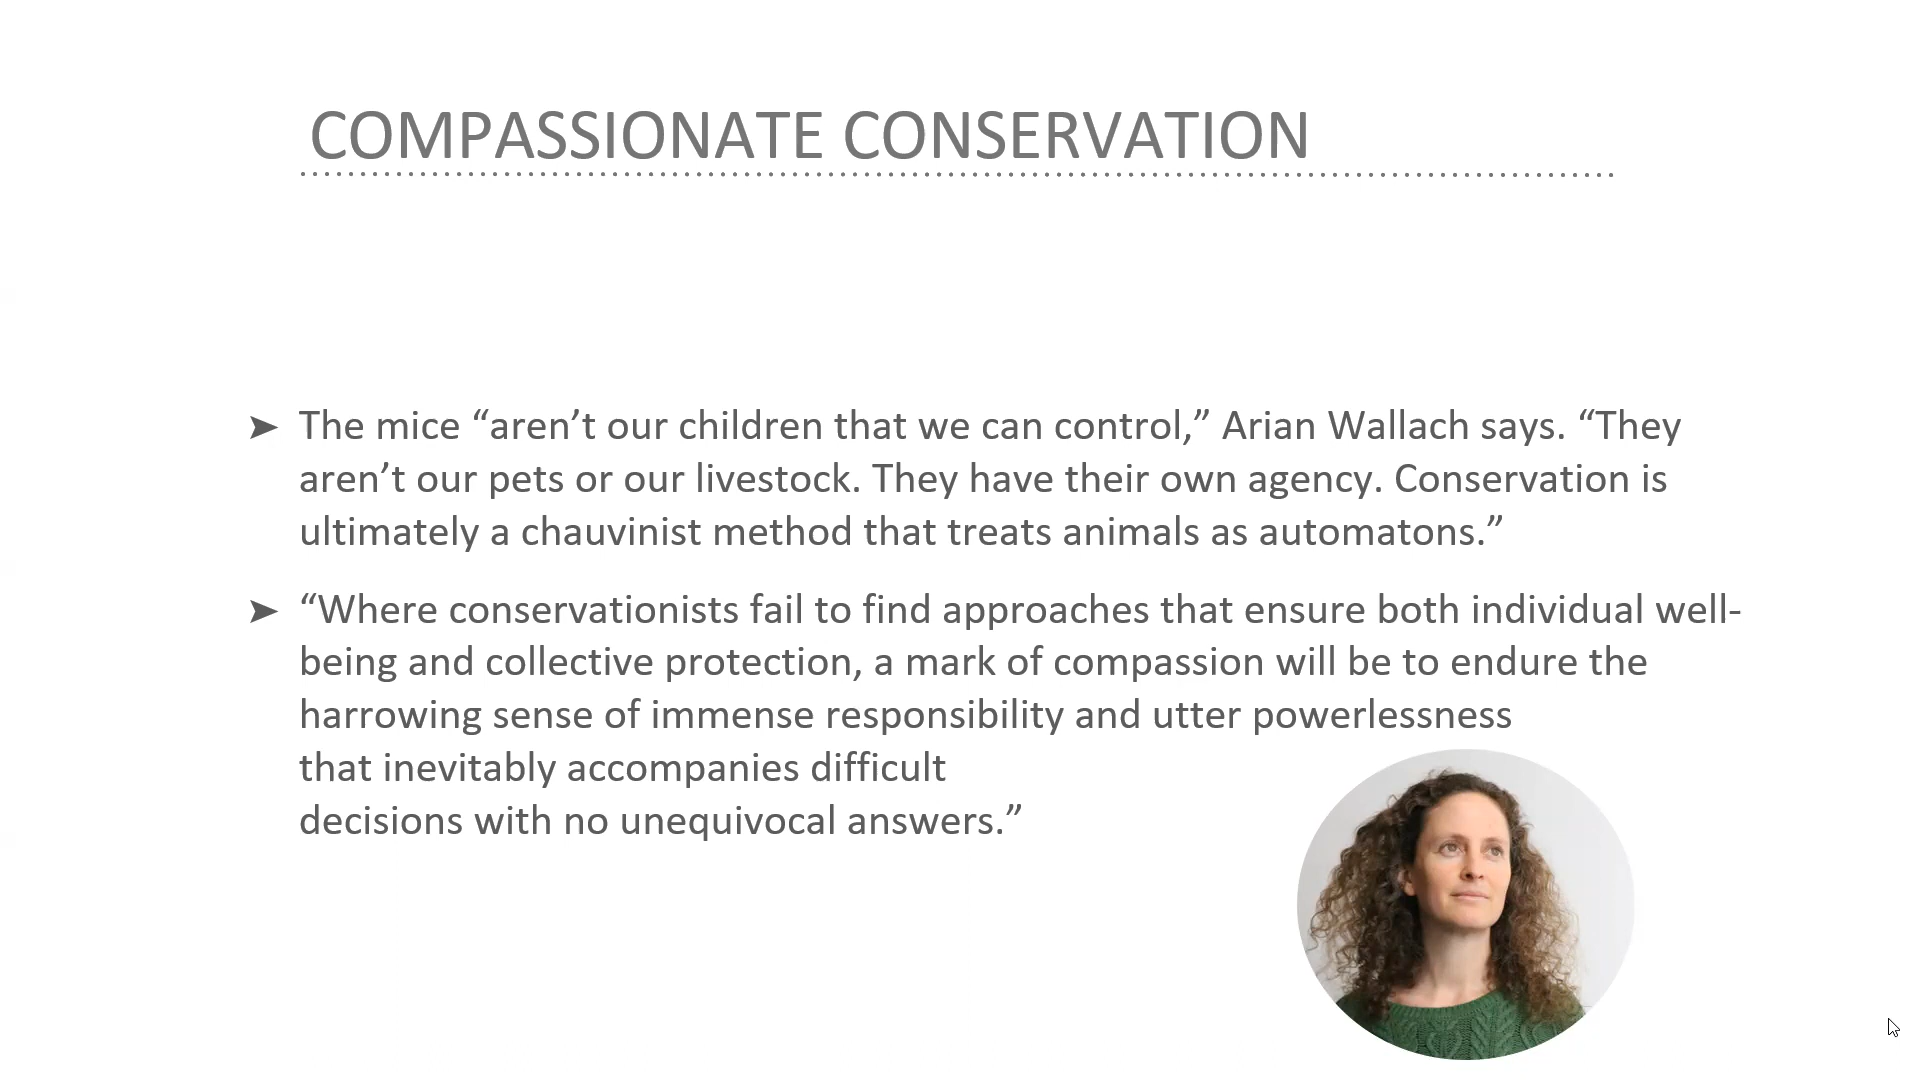 COMPASSIONATE CONSERVATION
➤ The mice “aren’t our children that we can control,” Arian Wallach says. “They
aren’t our pets or our livestock. They have their own agency. Conservation is
ultimately a chauvinist method that treats animals as automatons.”
➤ “Where conservationists fail to find approaches that ensure both individual well-
being and collective protection, a mark of compassion will be to endure the
harrowing sense of immense responsibility and utter powerlessness
that inevitably accompanies difficult
decisions with no unequivocal answers.”